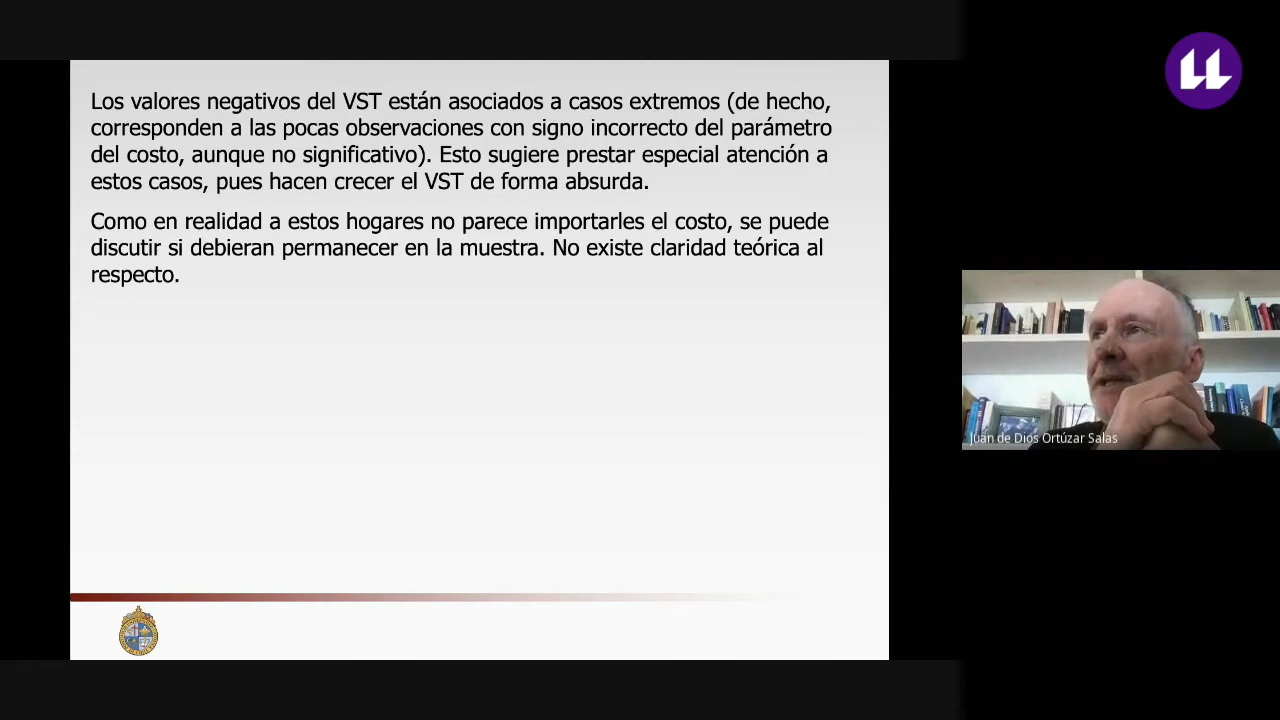 Los valores negativos del VST están asociados a casos extremos (de hecho,
corresponden a las pocas observaciones con signo incorrecto del parámetro
del costo, aunque no significativo). Esto sugiere prestar especial atención a
estos casos, pues hacen crecer el VST de forma absurda.
Como en realidad a estos hogares no parece importarles el costo, se puede
discutir si debieran permanecer en la muestra. No existe claridad teórica al
respecto.
Juan de Dios Ortúzar Salas